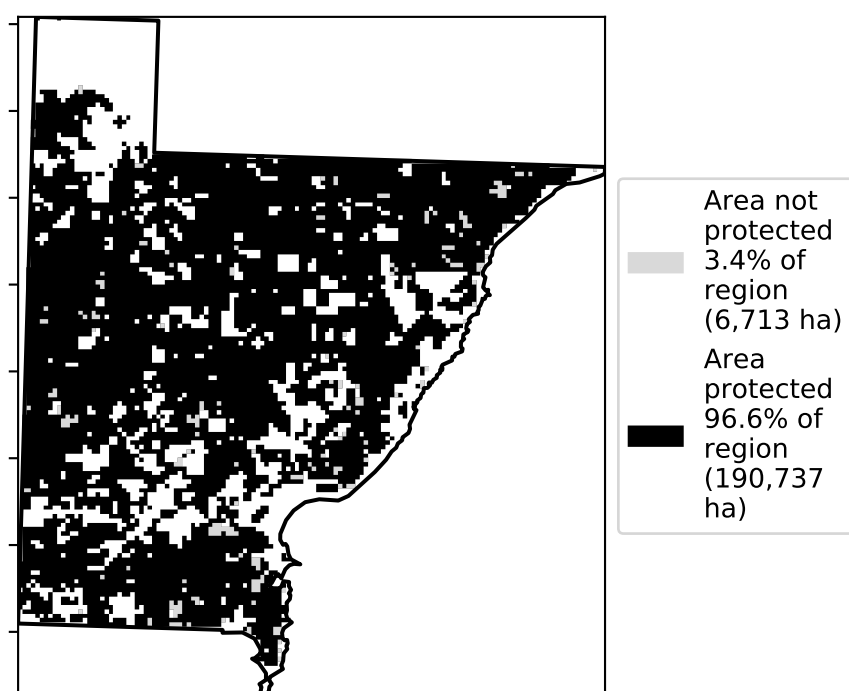 Area not
protected
3.4% of
region
(6,713 ha)
Area
protected
96.6% of
region
(190,737
ha)